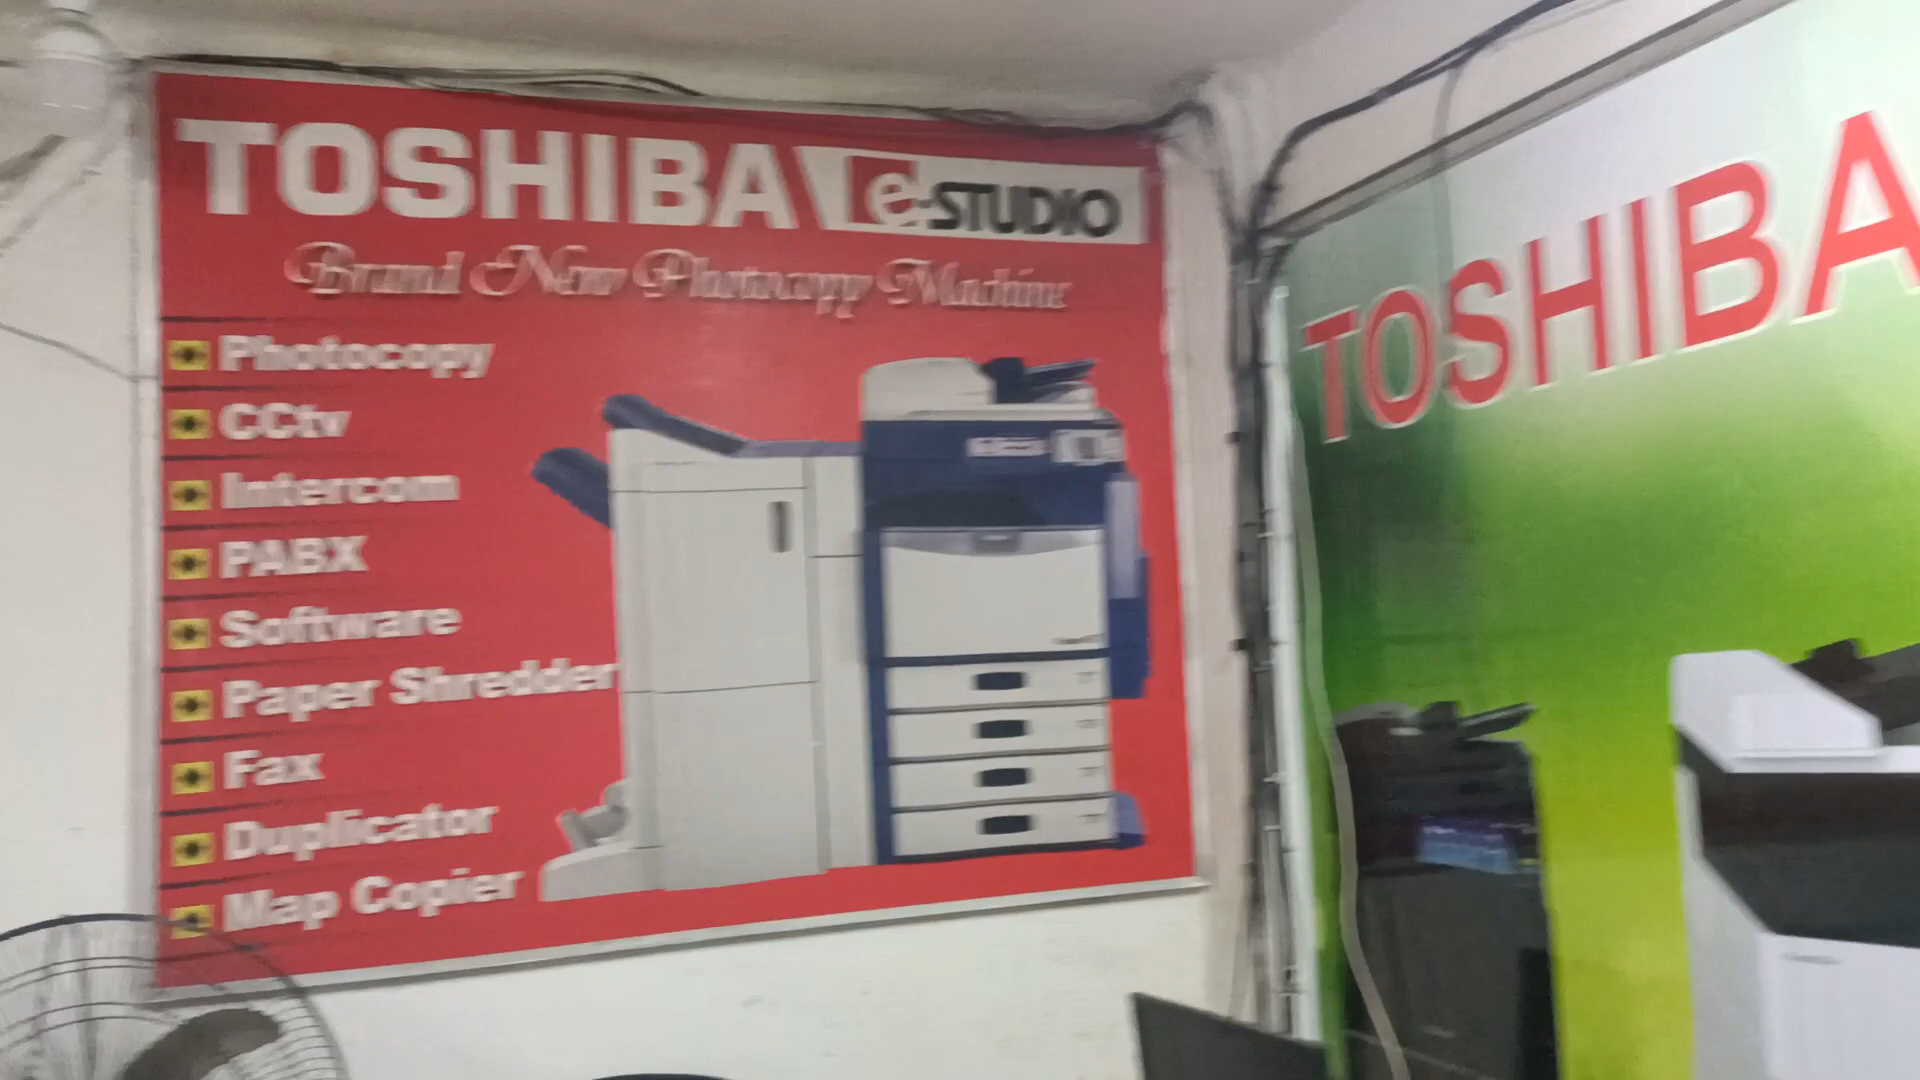 TOSHIBA e-STUDIO
Brand New Photocopy Machine
Photocopy
CCtv
Intercom
PABX
Software
Paper Shredder
Fax
Duplicator
Map Copier
TOSHIBA